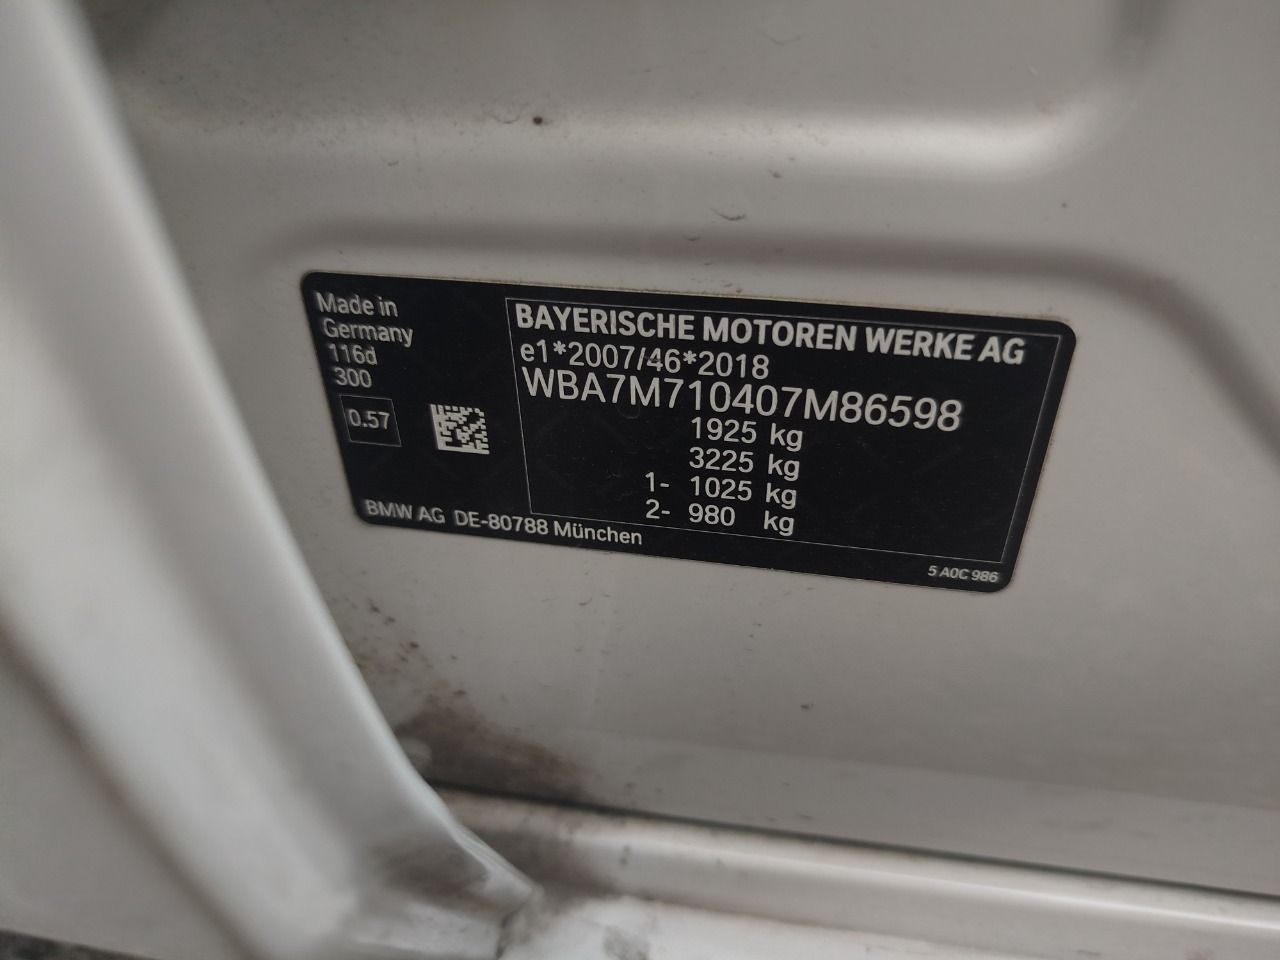 Made in
Germany
116d
300
0.57
BMW AG DE-80788 München
BAYERISCHE MOTOREN WERKE AG
e1*2007/46*2018
WBA7M710407M86598
1925 kg
3225 kg
1- 1025 kg
2- 980 kg
5 A0C 986